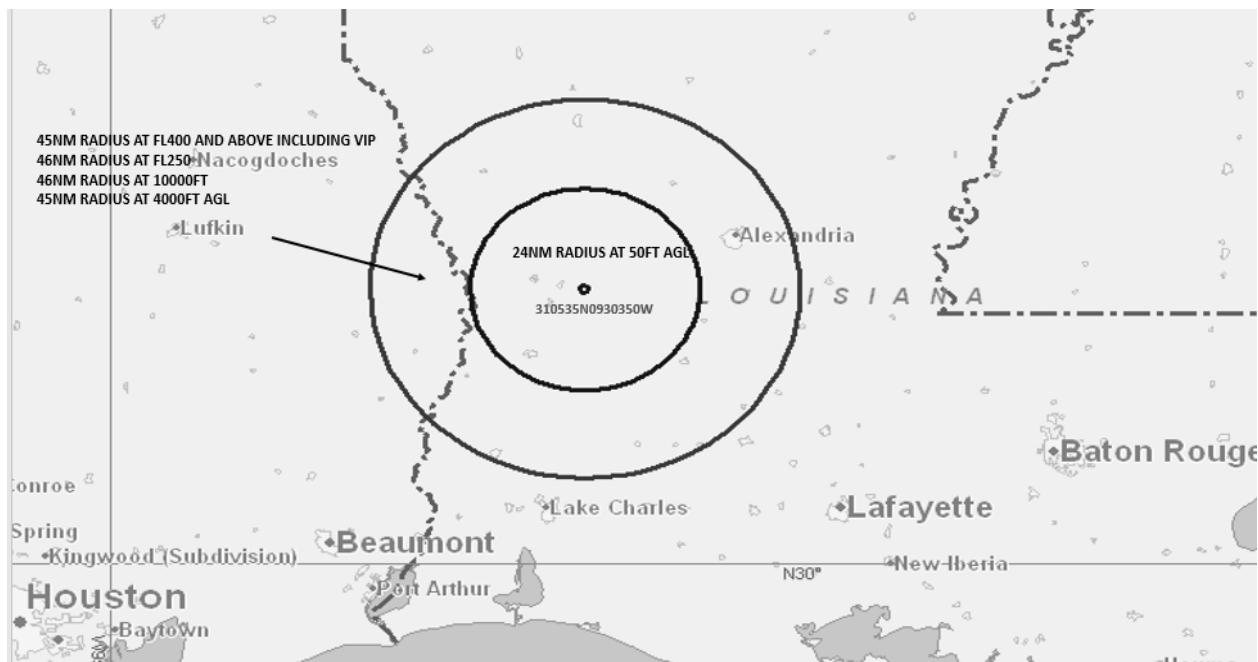 45NM RADIUS AT FL400 AND ABOVE INCLUDING VIP
46NM RADIUS AT FL250
46NM RADIUS AT 10000FT
45NM RADIUS AT 4000FT AGL
Nacogdoches
Lufkin
24NM RADIUS AT 50FT AGL
Alexandria
LOUISIANA
310535N0930350W
Baton Rouge
Conroe
Lake Charles
Lafayette
Spring
Kingwood (Subdivision)
Beaumont
New Iberia
N30°
Port Arthur
Houston
Baytown